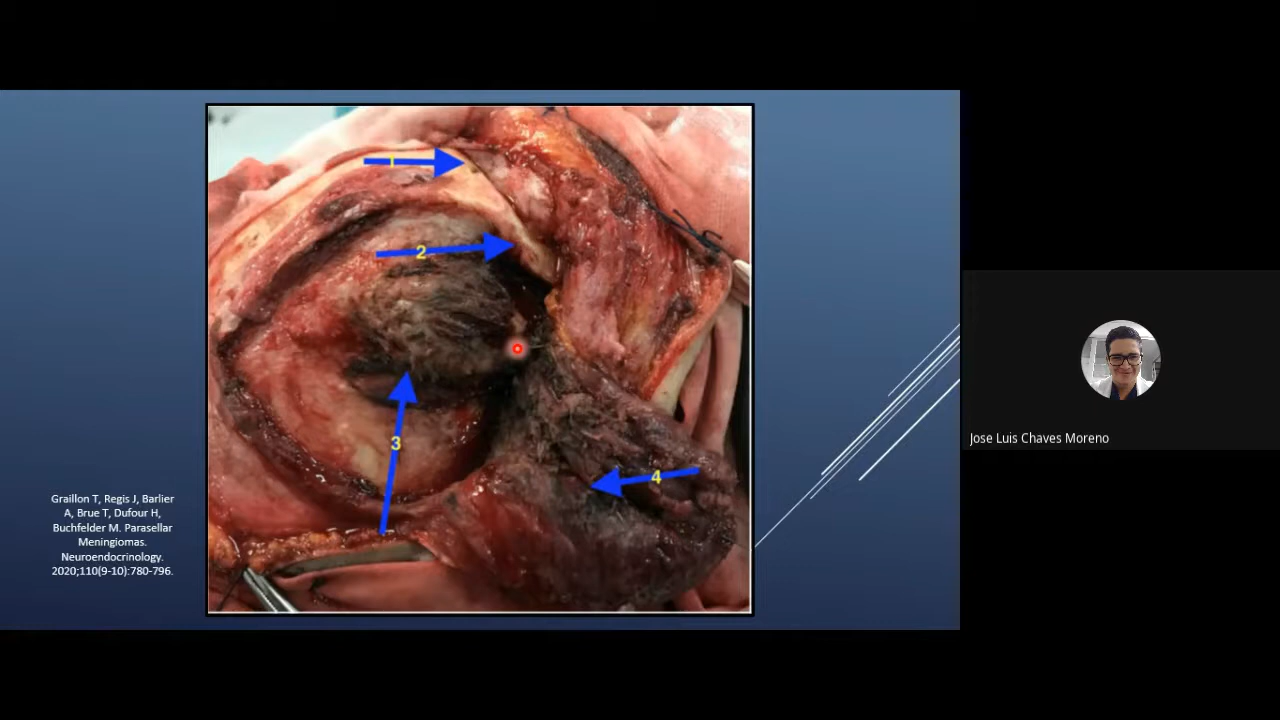 1
2
3
4
Graillon T, Regis J, Barlier
A, Brue T, Dufour H,
Buchfelder M. Parasellar
Meningiomas.
Neuroendocrinology.
2020;110(9-10):780-796.
Jose Luis Chaves Moreno